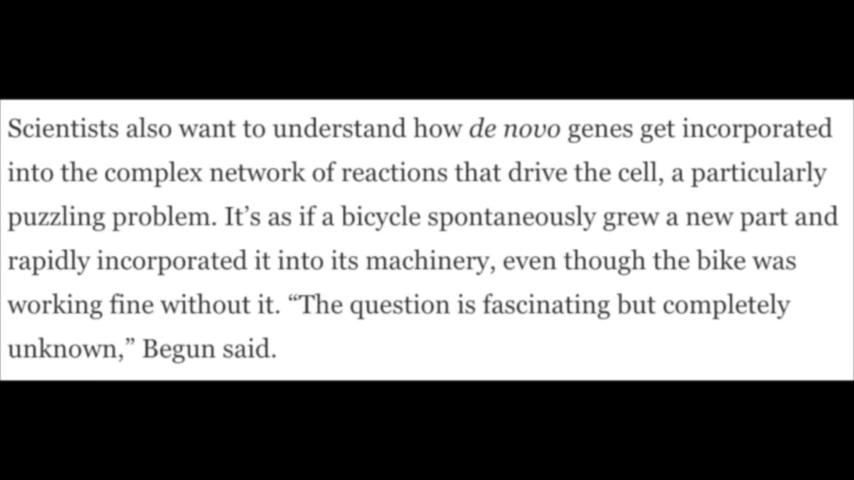 Scientists also want to understand how de novo genes get incorporated
into the complex network of reactions that drive the cell, a particularly
puzzling problem. It’s as if a bicycle spontaneously grew a new part and
rapidly incorporated it into its machinery, even though the bike was
working fine without it. “The question is fascinating but completely
unknown,” Begun said.